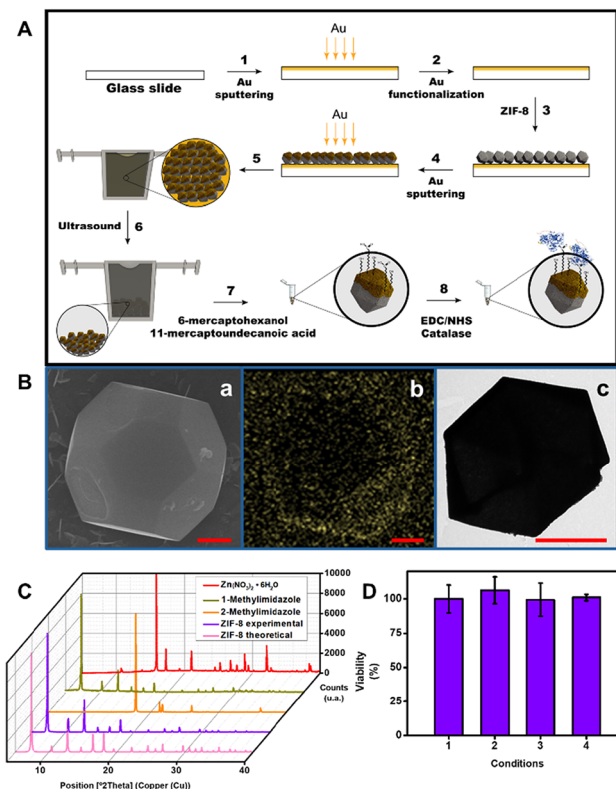 A
Au
1
Au
sputtering
2
Au
functionalization
Glass slide
ZIF-8
3
Au
4
Au
sputtering
5
Ultrasound
6
7
6-mercaptohexanol
11-mercaptoundecanoic acid
8
EDC/NHS
Catalase
B
a
b
c
C
Zn(NO3)2 • 6H2O
1-Methylimidazole
2-Methylimidazole
ZIF-8 experimental
ZIF-8 theoretical
10000
8000
6000
4000
2000
0
Counts
(u.a.)
10
20
30
40
Position [°2Theta] (Copper (Cu))
D
Viability
(%)
100
75
50
25
0
1
2
3
4
Conditions